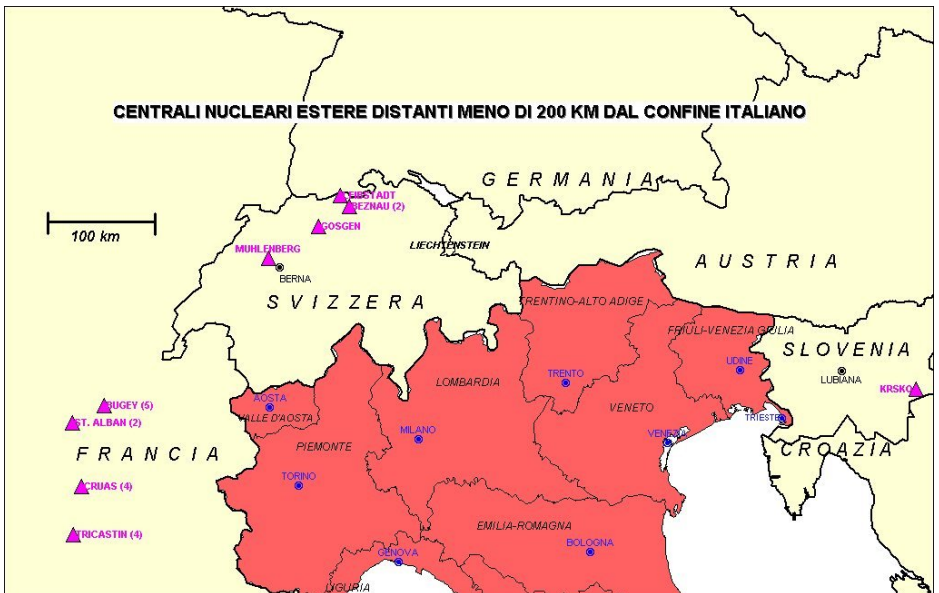 CENTRALI NUCLEARI ESTERE DISTANTI MENO DI 200 KM DAL CONFINE ITALIANO
GERMANIA
EIBSTADT
BEZNAU (2)
100 km
GOSGEN
LIECHTENSTEIN
MUHLENBERG
BERNA
AUSTRIA
SVIZZERA
TRENTINO-ALTO ADIGE
FRIULI-VENEZIA GIULIA
SLOVENIA
UDINE
LUBIANA
TRENTO
LOMBARDIA
KRSKO
AOSTA
VALLE D'AOSTA
BUGEY (5)
ST. ALBAN (2)
VENETO
TRIESTE
MILANO
VENEZIA
PIEMONTE
CROAZIA
FRANCIA
TORINO
CRUAS (4)
EMILIA-ROMAGNA
TRICASTIN (4)
BOLOGNA
GENOVA
LIGURIA